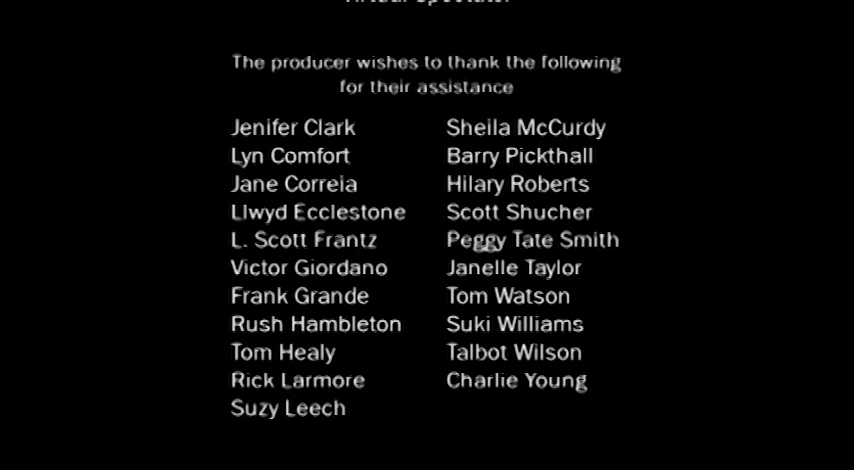 Virtual Spectator
The producer wishes to thank the following
for their assistance
Jenifer Clark
Lyn Comfort
Jane Correia
Llwyd Ecclestone
L. Scott Frantz
Victor Giordano
Frank Grande
Rush Hambleton
Tom Healy
Rick Larmore
Suzy Leech
Sheila McCurdy
Barry Pickthall
Hilary Roberts
Scott Shucher
Peggy Tate Smith
Janelle Taylor
Tom Watson
Suki Williams
Talbot Wilson
Charlie Young